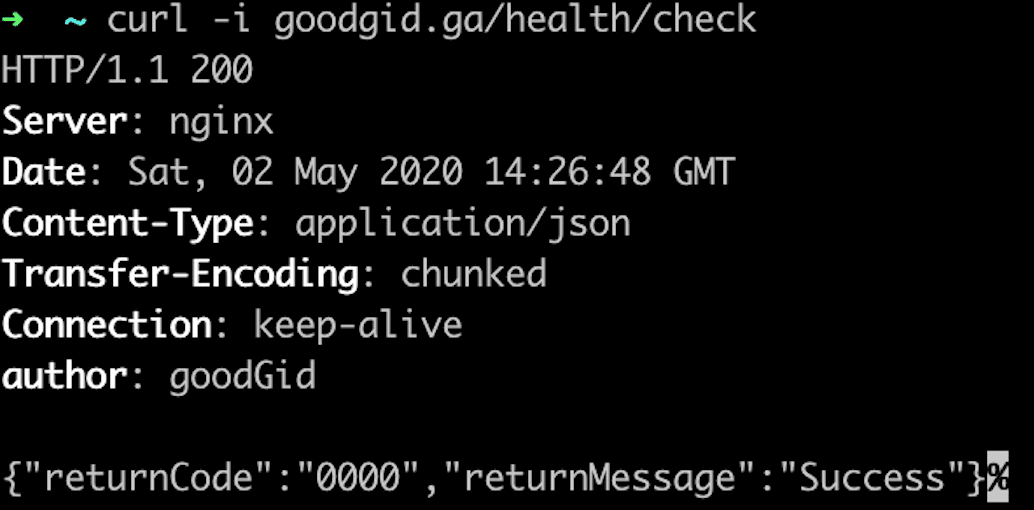 ➜  ~ curl -i goodgid.ga/health/check
HTTP/1.1 200
Server: nginx
Date: Sat, 02 May 2020 14:26:48 GMT
Content-Type: application/json
Transfer-Encoding: chunked
Connection: keep-alive
author: goodGid

{"returnCode":"0000","returnMessage":"Success"}%